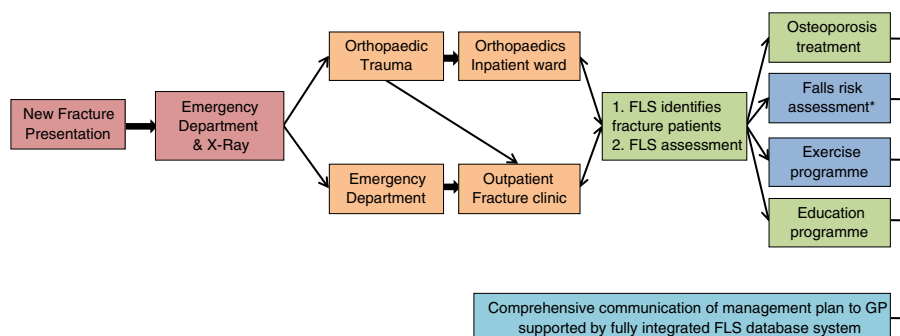 New Fracture
Presentation
Emergency
Department
& X-Ray
Orthopaedic
Trauma
Orthopaedics
Inpatient ward
Emergency
Department
Outpatient
Fracture clinic
1. FLS identifies
fracture patients
2. FLS assessment
Osteoporosis
treatment
Falls risk
assessment*
Exercise
programme
Education
programme
Comprehensive communication of management plan to GP
supported by fully integrated FLS database system